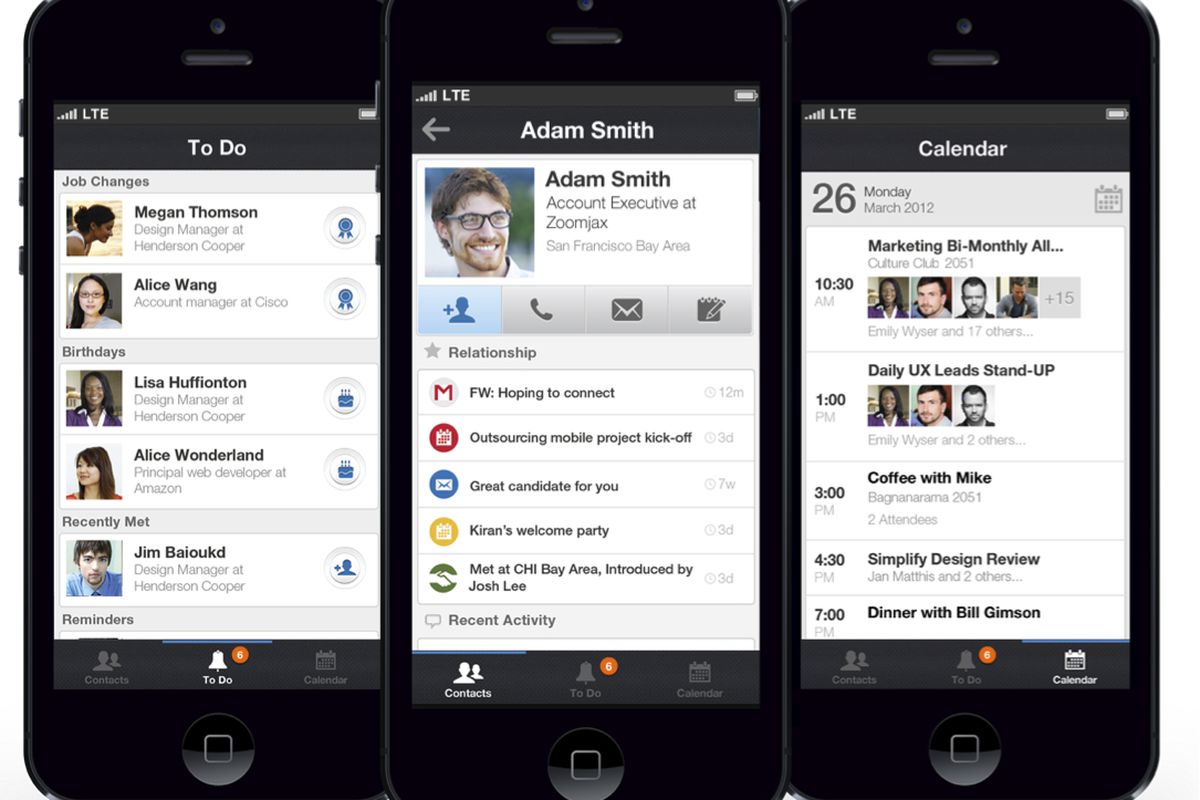 LTE
To Do
Job Changes
Megan Thomson
Design Manager at
Henderson Cooper
Alice Wang
Account manager at Cisco
Birthdays
Lisa Huffionton
Design Manager at
Henderson Cooper
Alice Wonderland
Principal web developer at
Amazon
Recently Met
Jim Baioukd
Design Manager at
Henderson Cooper
Reminders
6
Contacts
To Do
Calendar
LTE
Adam Smith
Adam Smith
Account Executive at
Zoomjax
San Francisco Bay Area
Relationship
M FW: Hoping to connect 12m
Outsourcing mobile project kick-off 3d
Great candidate for you 7w
Kiran's welcome party 3d
Met at CHI Bay Area, Introduced by
Josh Lee 3d
Recent Activity
6
Contacts
To Do
Calendar
LTE
Calendar
26 Monday
March 2012
Marketing Bi-Monthly All...
Culture Club 2051
10:30
AM
+15
Emily Wyser and 17 others...
Daily UX Leads Stand-UP
1:00
PM
Emily Wyser and 2 others...
Coffee with Mike
3:00
PM
Bagnanarama 2051
2 Attendees
4:30
PM
Simplify Design Review
Jan Matthis and 2 others...
7:00
PM
Dinner with Bill Gimson
6
Contacts
To Do
Calendar